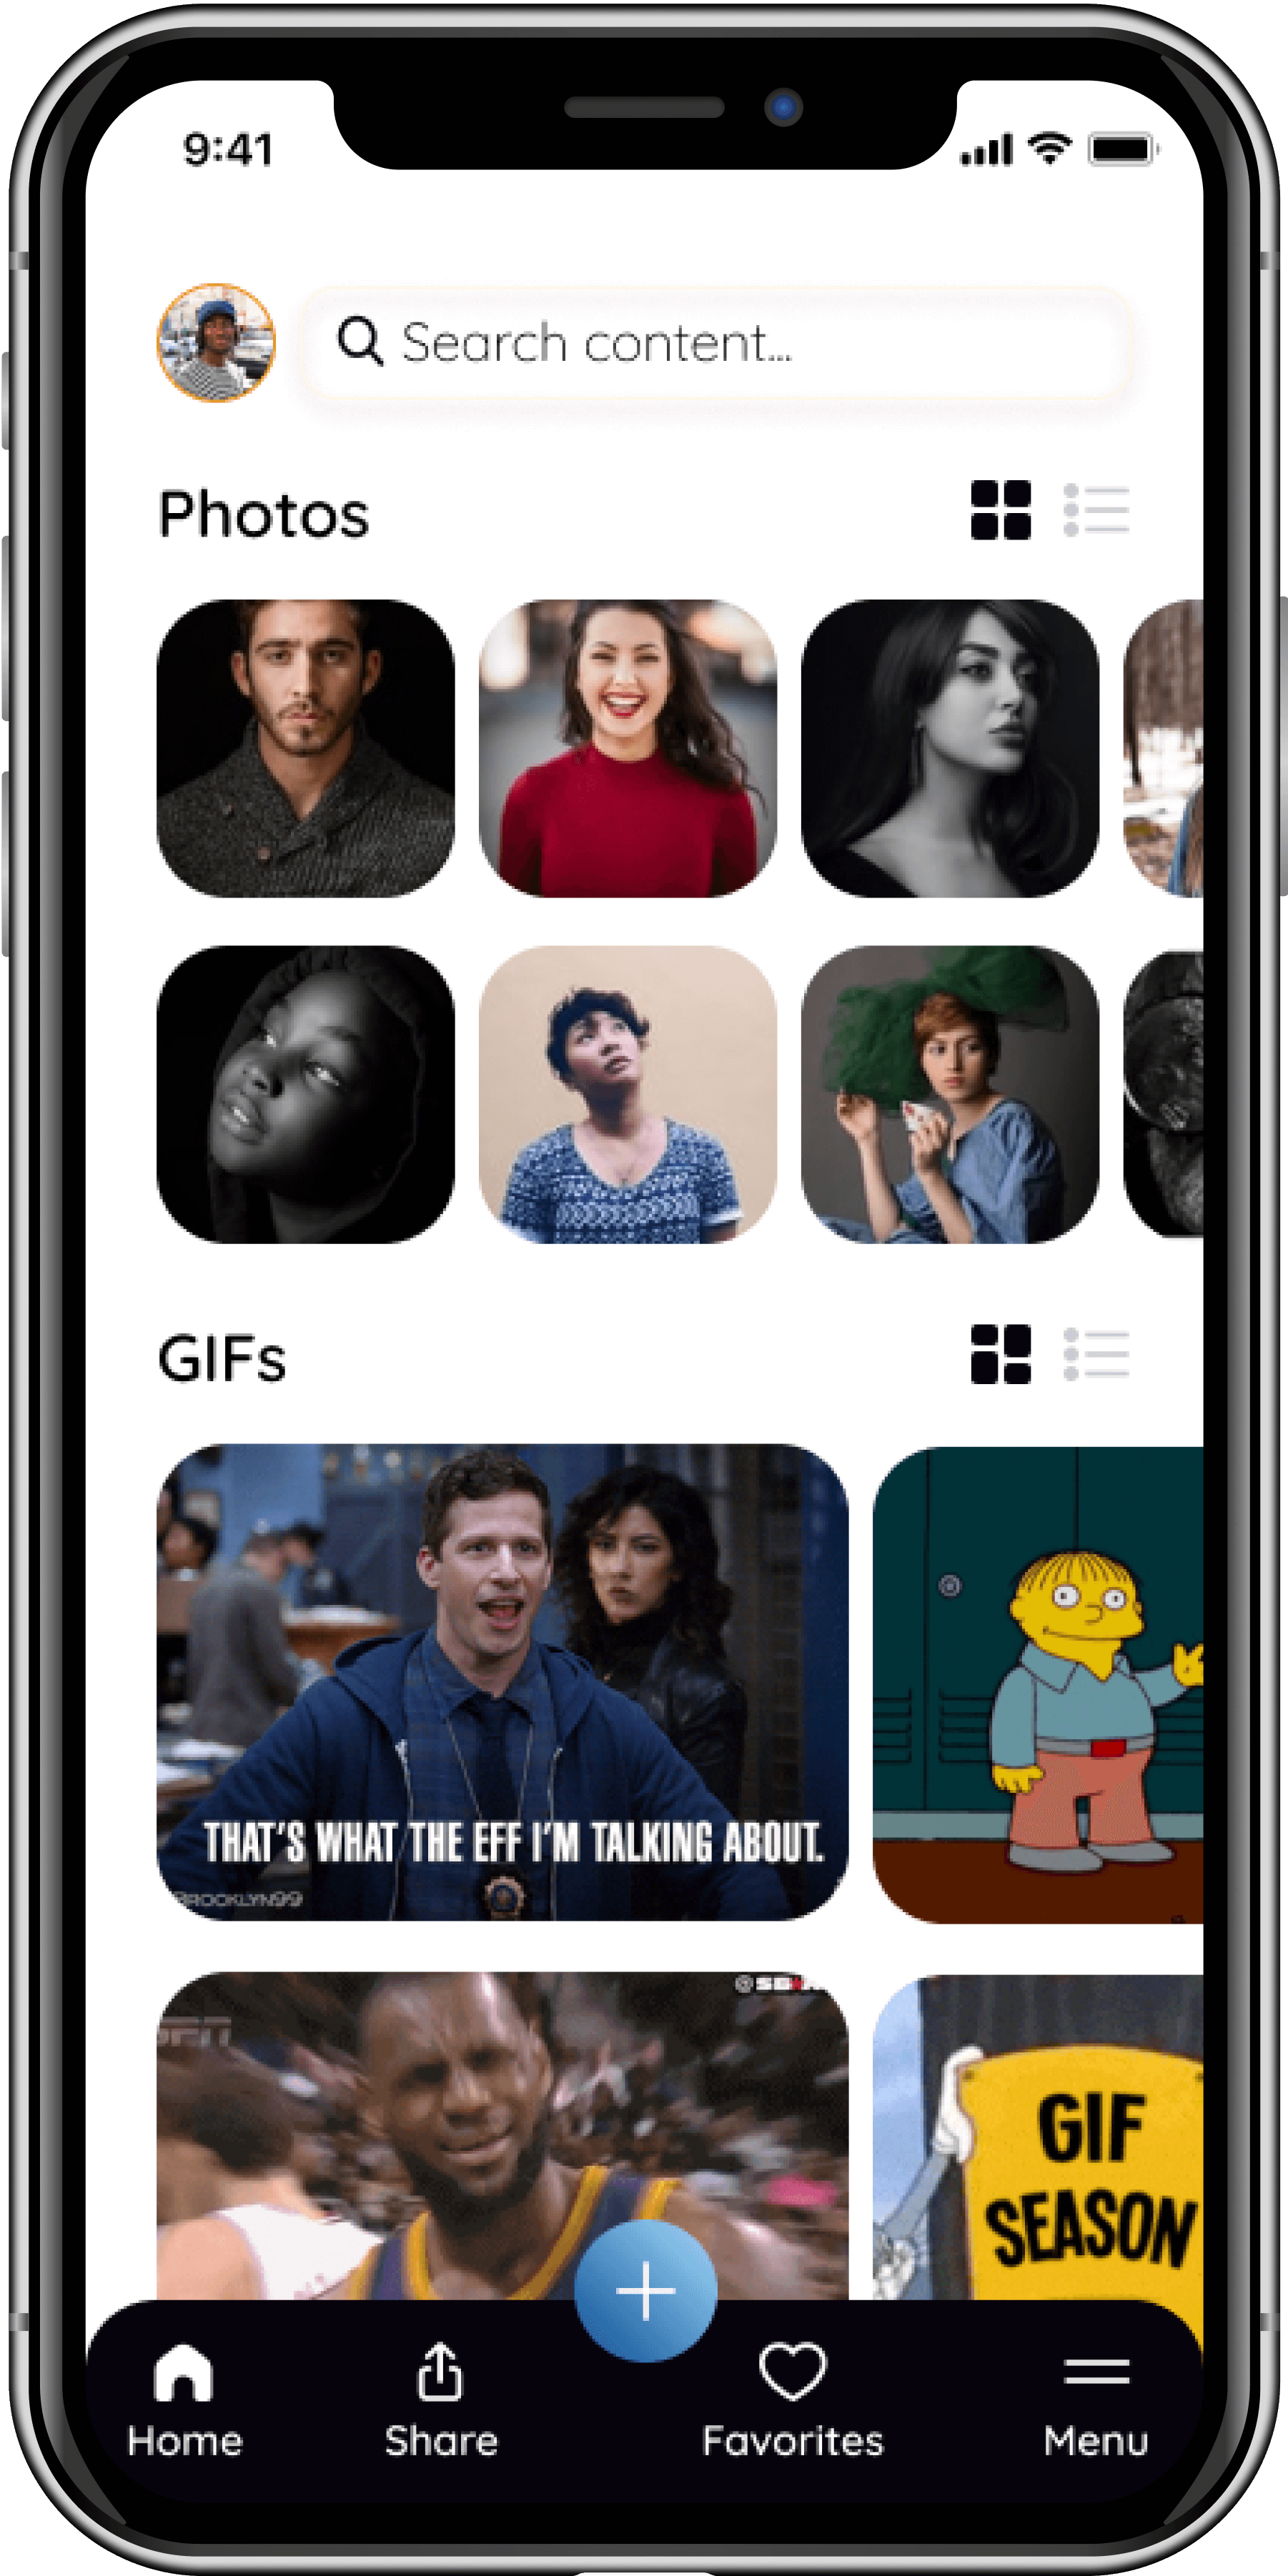 9:41
Search content...
Photos
GIFs
THAT'S WHAT THE EFF I'M TALKING ABOUT.
BROOKLYN99
GIF
SEASON
Home
Share
Favorites
Menu